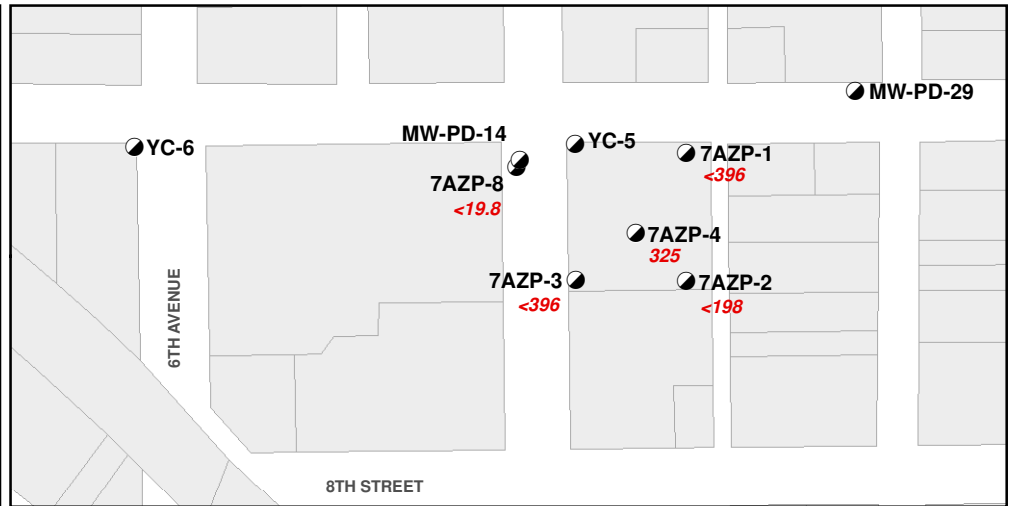 MW-PD-29
MW-PD-14
YC-5
YC-6
7AZP-1
<396
7AZP-8
<19.8
7AZP-4
325
7AZP-3
<396
7AZP-2
<198
6TH AVENUE
8TH STREET